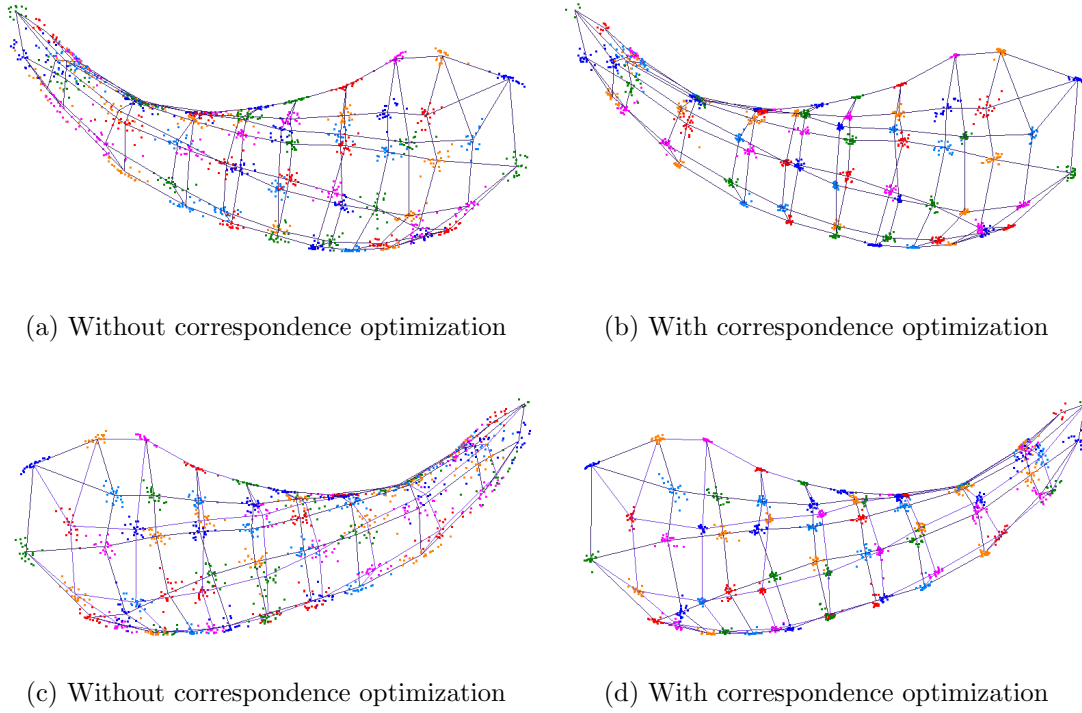 (a) Without correspondence optimization
(b) With correspondence optimization
(c) Without correspondence optimization
(d) With correspondence optimization